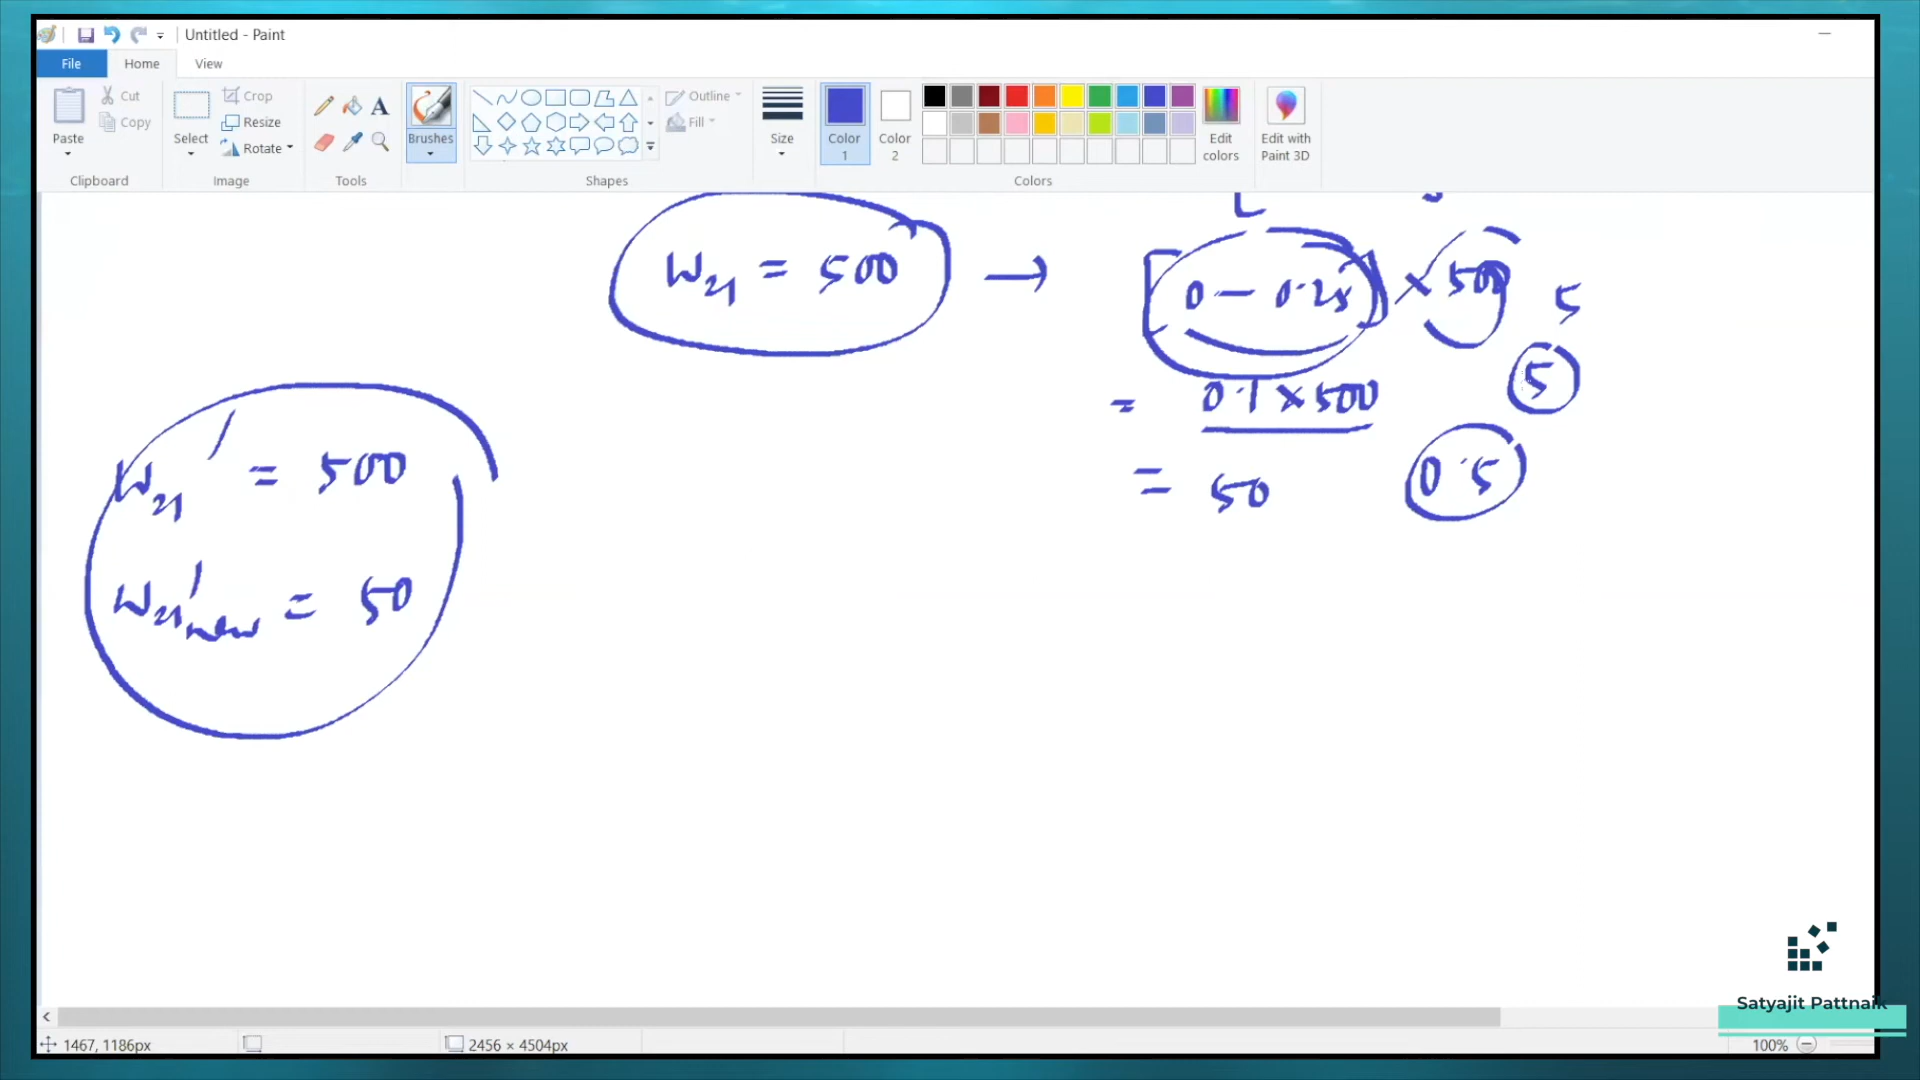 Untitled - Paint
File
Home
View
Paste
Cut
Copy
Clipboard
Select
Crop
Resize
Rotate
Image
Tools
A
Brushes
Shapes
Outline
Fill
Size
Color 1
Color 2
Edit colors
Edit with Paint 3D
Colors
W21 = 500 → [0 - 0.25] × 500
5
= 0.1 × 500
5
= 50
0.5
W21' = 500
W21'new = 50
Satyajit Pattnaik
1467, 1186px
2456 × 4504px
100%